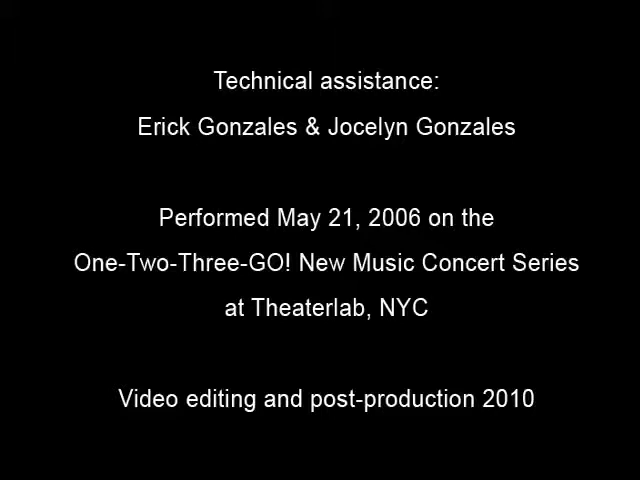 Technical assistance:
Erick Gonzales & Jocelyn Gonzales
Performed May 21, 2006 on the
One-Two-Three-GO! New Music Concert Series
at Theaterlab, NYC
Video editing and post-production 2010